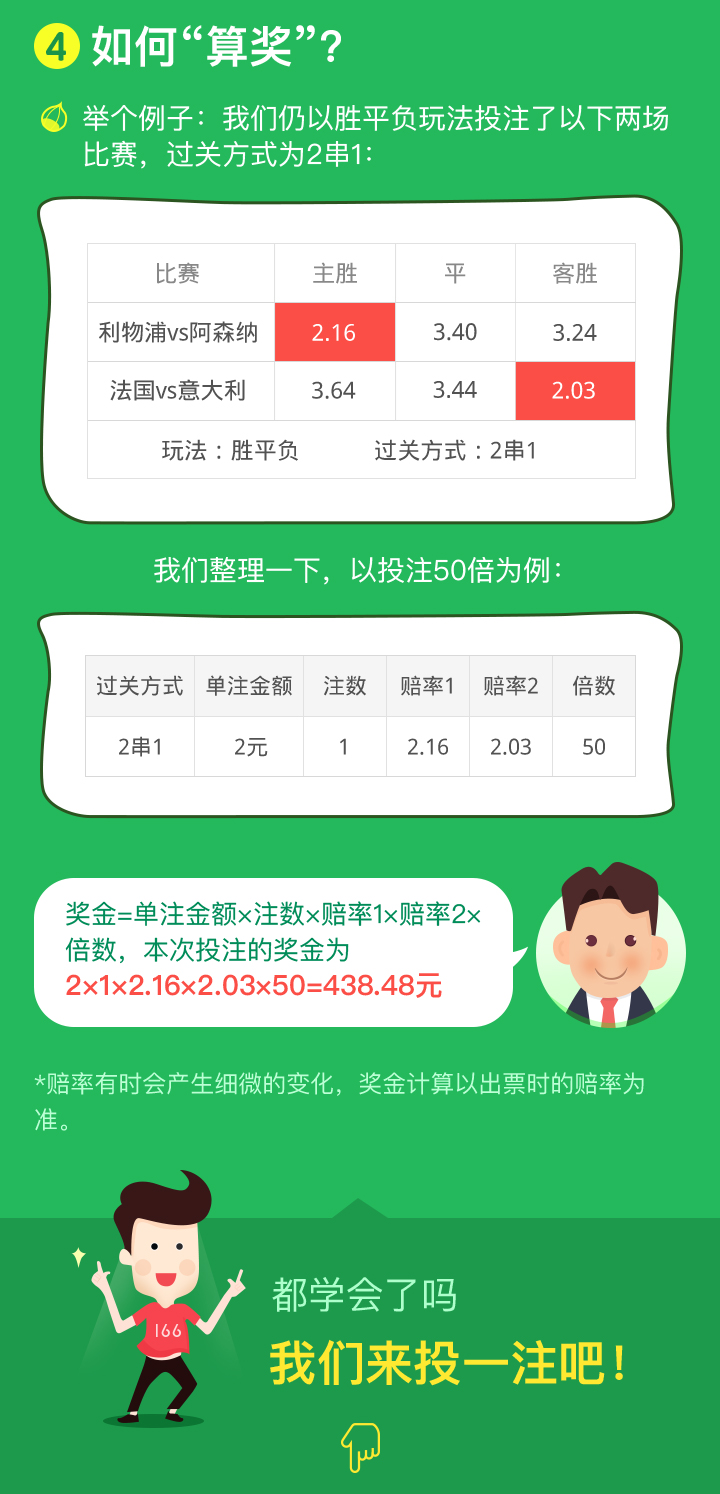 4 如何“算奖”?
举个例子：我们仍以胜平负玩法投注了以下两场
比赛，过关方式为2串1：
比赛 主胜 平 客胜
利物浦vs阿森纳 2.16 3.40 3.24
法国vs意大利 3.64 3.44 2.03
玩法：胜平负 过关方式：2串1
我们整理一下，以投注50倍为例：
过关方式 单注金额 注数 赔率1 赔率2 倍数
2串1 2元 1 2.16 2.03 50
奖金=单注金额×注数×赔率1×赔率2×
倍数，本次投注的奖金为
2×1×2.16×2.03×50=438.48元
*赔率有时会产生细微的变化，奖金计算以出票时的赔率为
准。
都学会了吗
166
我们来投一注吧！